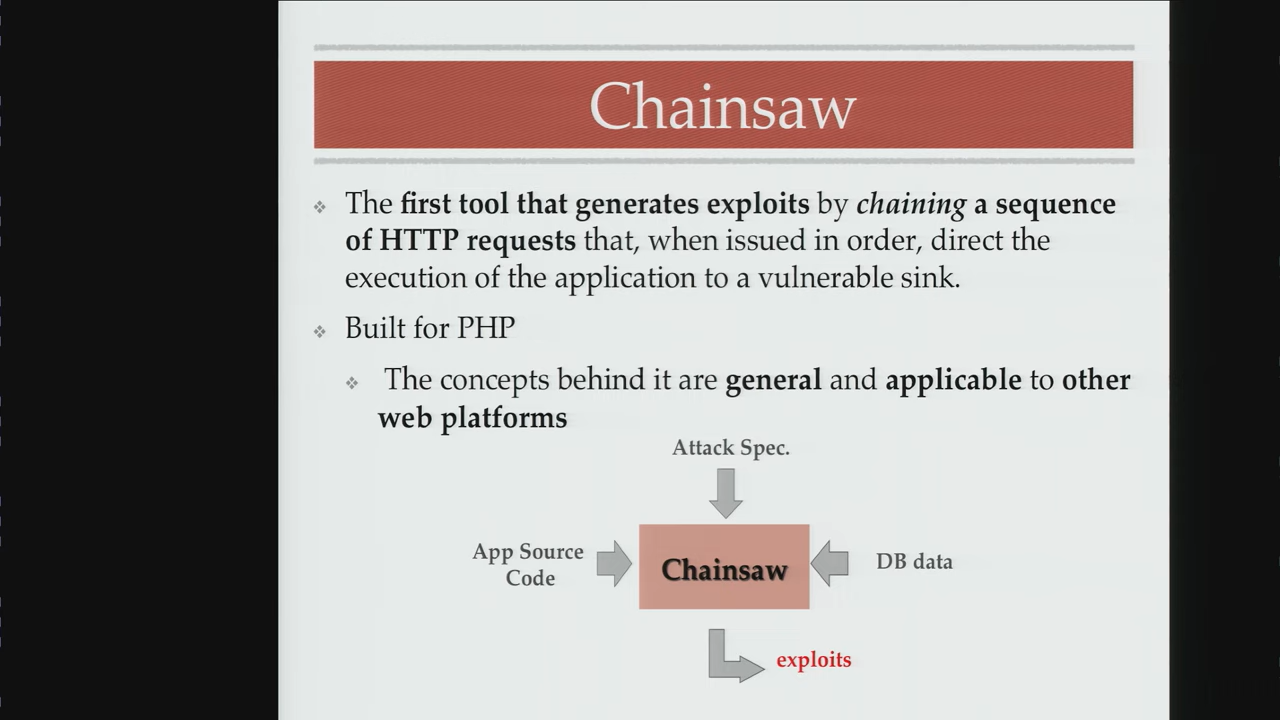 Chainsaw
The first tool that generates exploits by chaining a sequence
of HTTP requests that, when issued in order, direct the
execution of the application to a vulnerable sink.
Built for PHP
The concepts behind it are general and applicable to other
web platforms
Attack Spec.
App Source
Code
Chainsaw
DB data
exploits